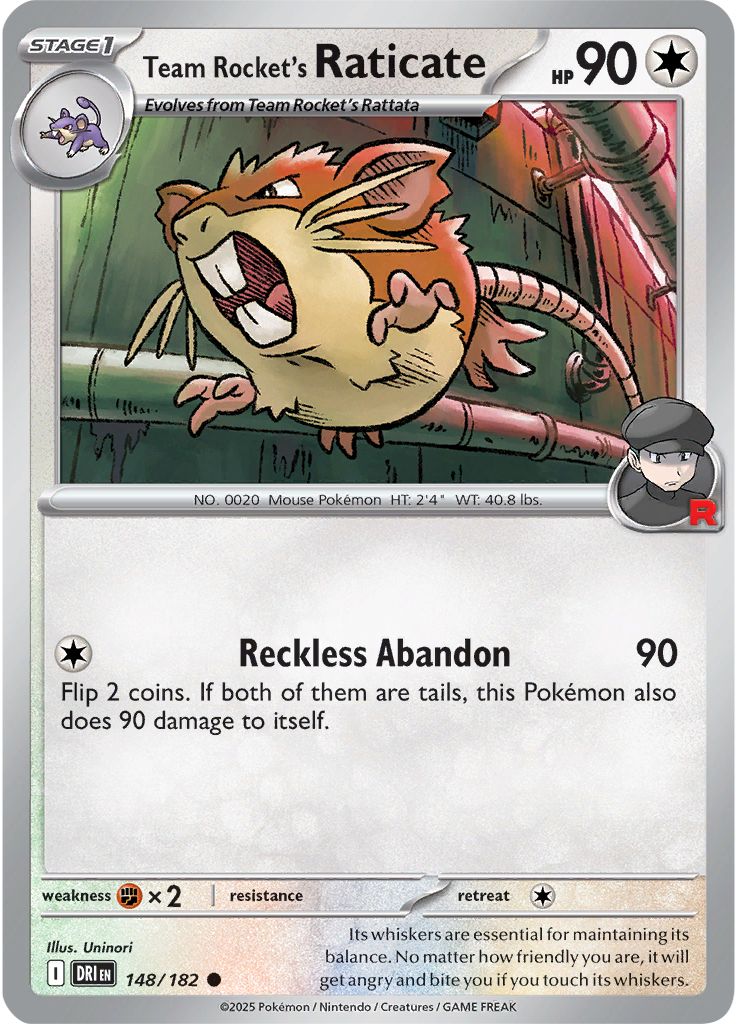 STAGE1
Team Rocket's Raticate
HP 90
Evolves from Team Rocket's Rattata
R
NO. 0020 Mouse Pokémon HT: 2'4" WT: 40.8 lbs.
Reckless Abandon 90
Flip 2 coins. If both of them are tails, this Pokémon also
does 90 damage to itself.
weakness ×2 resistance retreat
Illus. Uninori
I DRI EN 148/182
Its whiskers are essential for maintaining its
balance. No matter how friendly you are, it will
get angry and bite you if you touch its whiskers.
©2025 Pokémon / Nintendo / Creatures / GAME FREAK